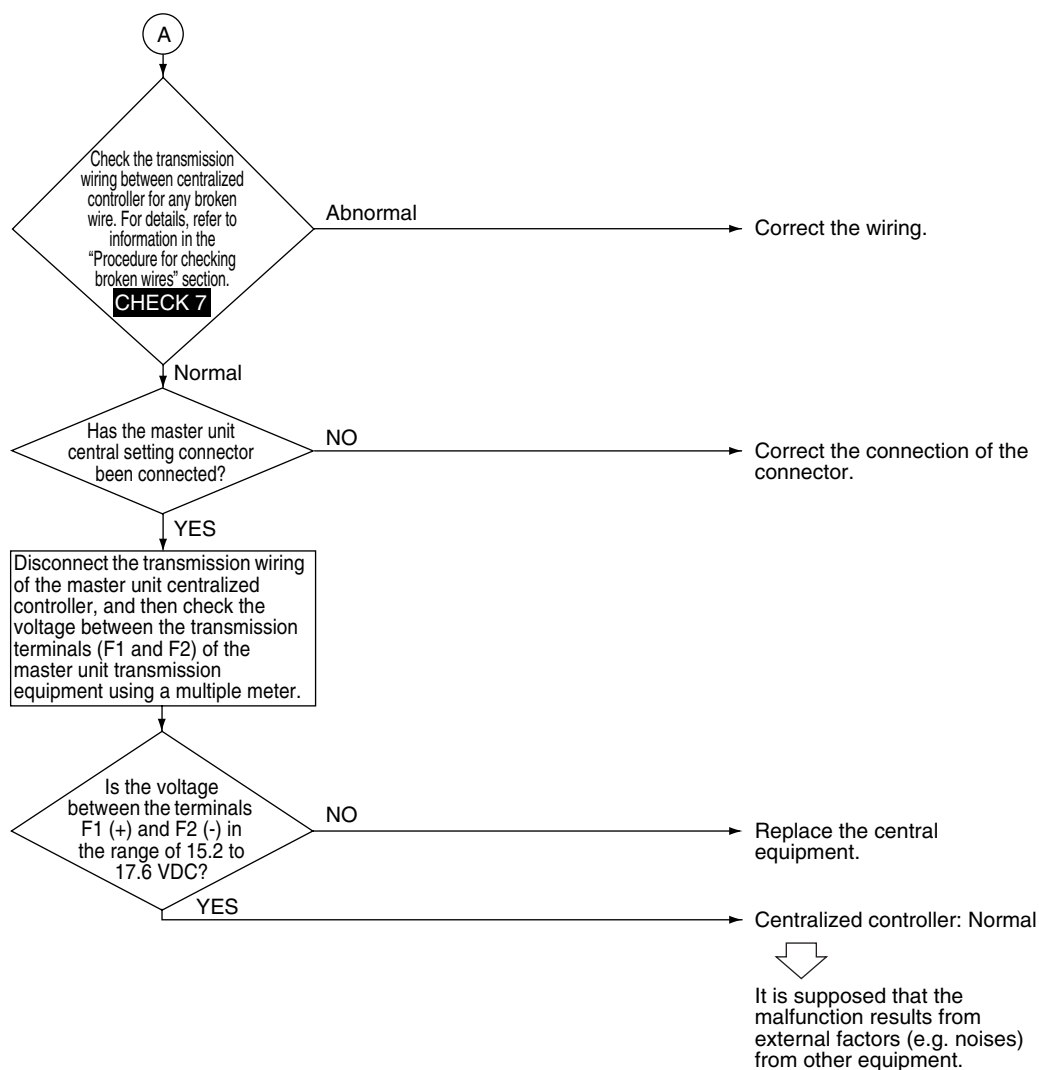 A
Check the transmission
wiring between centralized
controller for any broken
wire. For details, refer to
information in the
“Procedure for checking
broken wires” section.
CHECK 7
Abnormal
Correct the wiring.
Normal
Has the master unit
central setting connector
been connected?
NO
Correct the connection of the
connector.
YES
Disconnect the transmission wiring
of the master unit centralized
controller, and then check the
voltage between the transmission
terminals (F1 and F2) of the
master unit transmission
equipment using a multiple meter.
Is the voltage
between the terminals
F1 (+) and F2 (-) in
the range of 15.2 to
17.6 VDC?
NO
Replace the central
equipment.
YES
Centralized controller: Normal
It is supposed that the
malfunction results from
external factors (e.g. noises)
from other equipment.